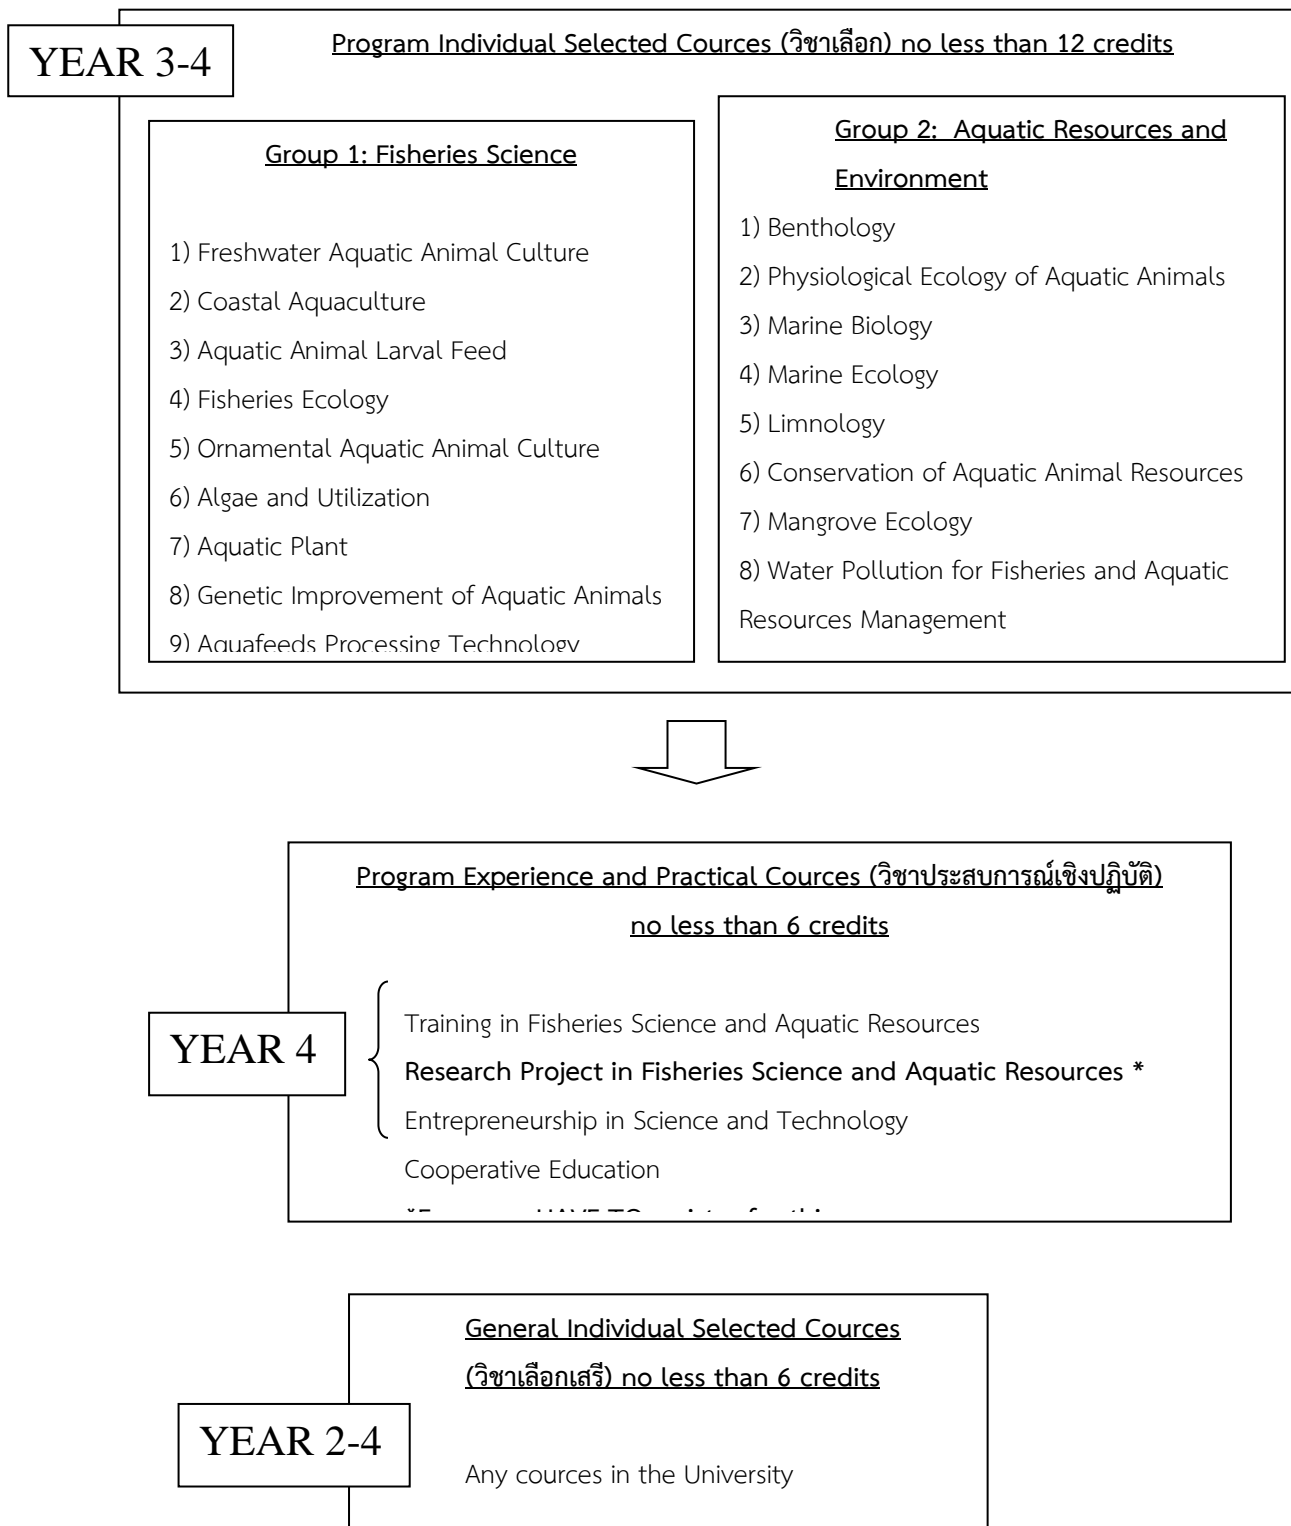 YEAR 3-4
Program Individual Selected Cources (วิชาเลือก) no less than 12 credits
Group 1: Fisheries Science
1) Freshwater Aquatic Animal Culture
2) Coastal Aquaculture
3) Aquatic Animal Larval Feed
4) Fisheries Ecology
5) Ornamental Aquatic Animal Culture
6) Algae and Utilization
7) Aquatic Plant
8) Genetic Improvement of Aquatic Animals
9) Aquafeeds Processing Technology
Group 2: Aquatic Resources and
Environment
1) Benthology
2) Physiological Ecology of Aquatic Animals
3) Marine Biology
4) Marine Ecology
5) Limnology
6) Conservation of Aquatic Animal Resources
7) Mangrove Ecology
8) Water Pollution for Fisheries and Aquatic
Resources Management
Program Experience and Practical Cources (วิชาประสบการณ์เชิงปฏิบัติ)
no less than 6 credits
YEAR 4
Training in Fisheries Science and Aquatic Resources
Research Project in Fisheries Science and Aquatic Resources *
Entrepreneurship in Science and Technology
Cooperative Education
HAVE TO
General Individual Selected Cources
(วิชาเลือกเสรี) no less than 6 credits
YEAR 2-4
Any cources in the University